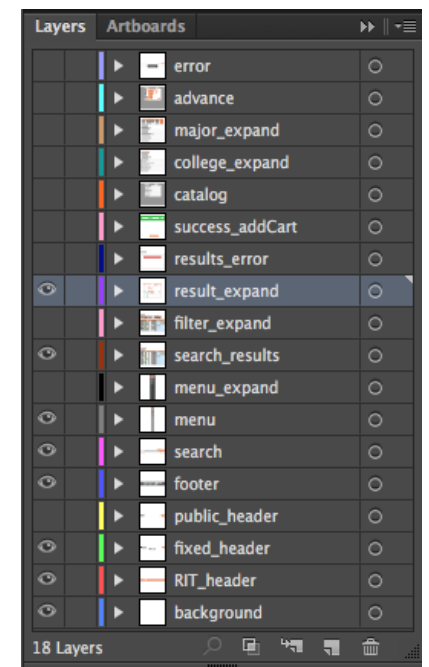 Layers Artboards
error
advance
major_expand
college_expand
catalog
success_addCart
results_error
result_expand
filter_expand
search_results
menu_expand
menu
search
footer
public_header
fixed_header
RIT_header
background
18 Layers